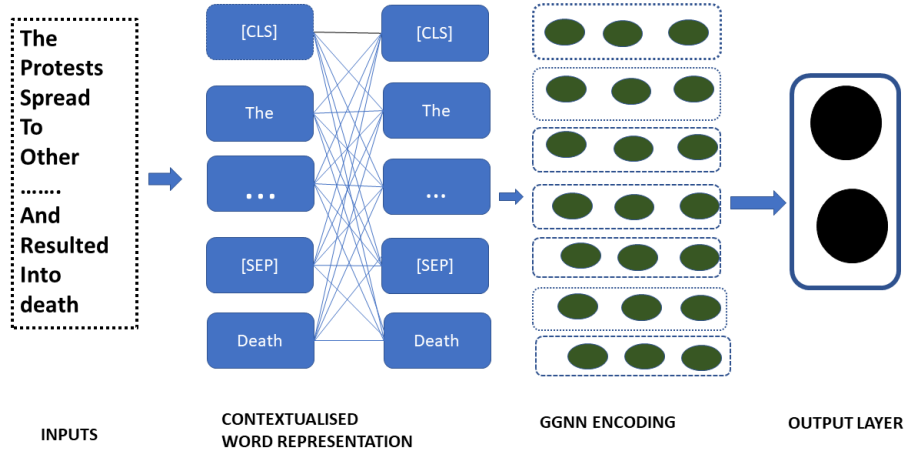 The
Protests
Spread
To
Other
.......
And
Resulted
Into
death
[CLS]
The
...
[SEP]
Death
[CLS]
The
...
[SEP]
Death
INPUTS
CONTEXTUALISED
WORD REPRESENTATION
GGNN ENCODING
OUTPUT LAYER